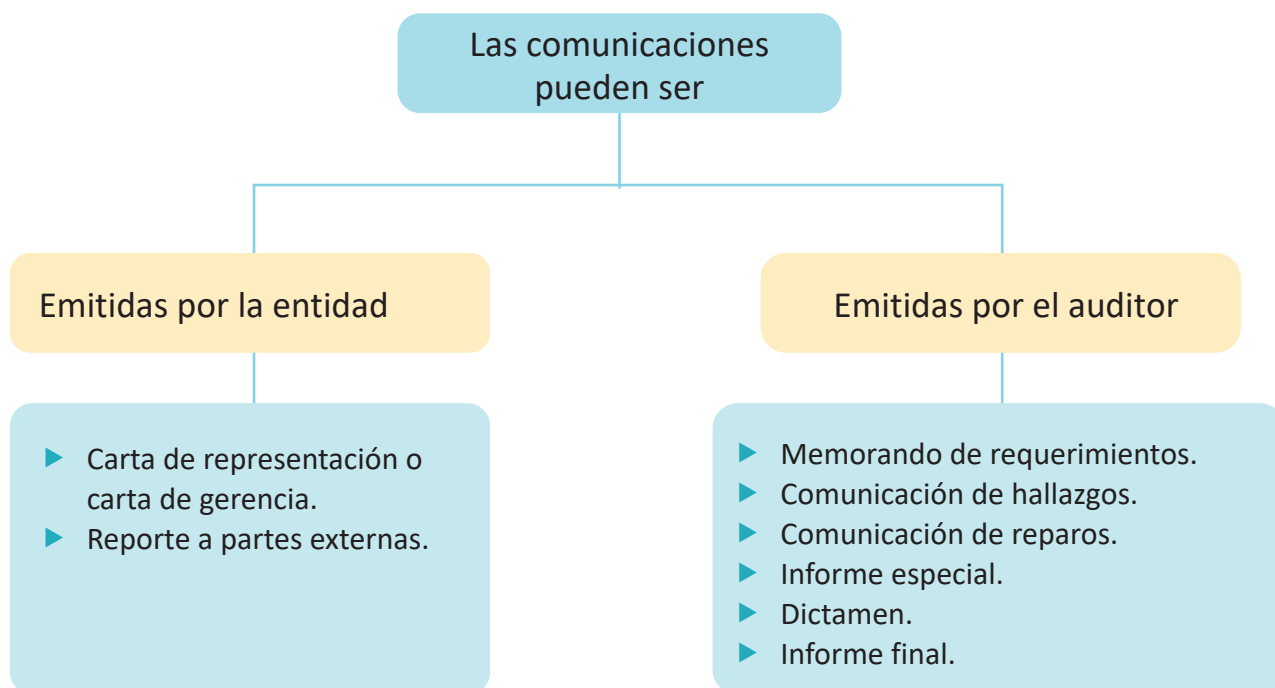 Las comunicaciones
pueden ser
Emitidas por la entidad
Emitidas por el auditor
Carta de representación o
carta de gerencia.
Reporte a partes externas.
Memorando de requerimientos.
Comunicación de hallazgos.
Comunicación de reparos.
Informe especial.
Dictamen.
Informe final.